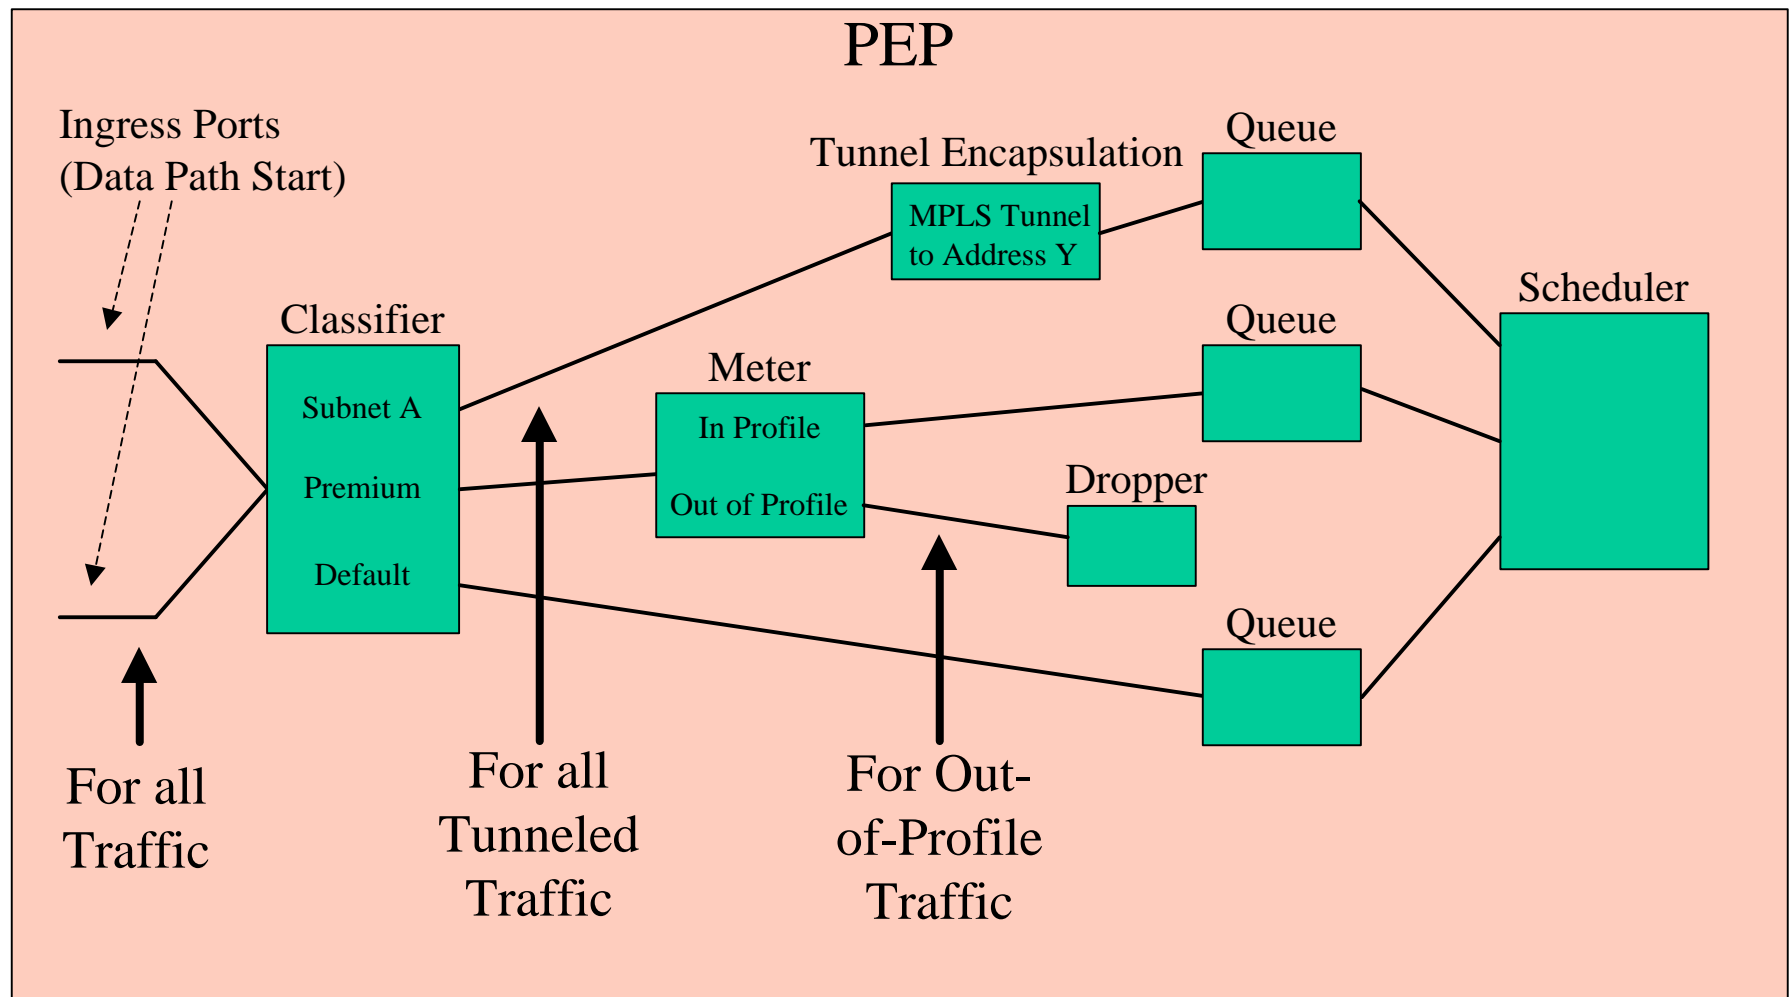 PEP
Ingress Ports
(Data Path Start)
Tunnel Encapsulation
MPLS Tunnel
to Address Y
Queue
Classifier
Subnet A
Premium
Default
Meter
In Profile
Out of Profile
Queue
Scheduler
Dropper
Queue
For all
Traffic
For all
Tunneled
Traffic
For Out-
of-Profile
Traffic